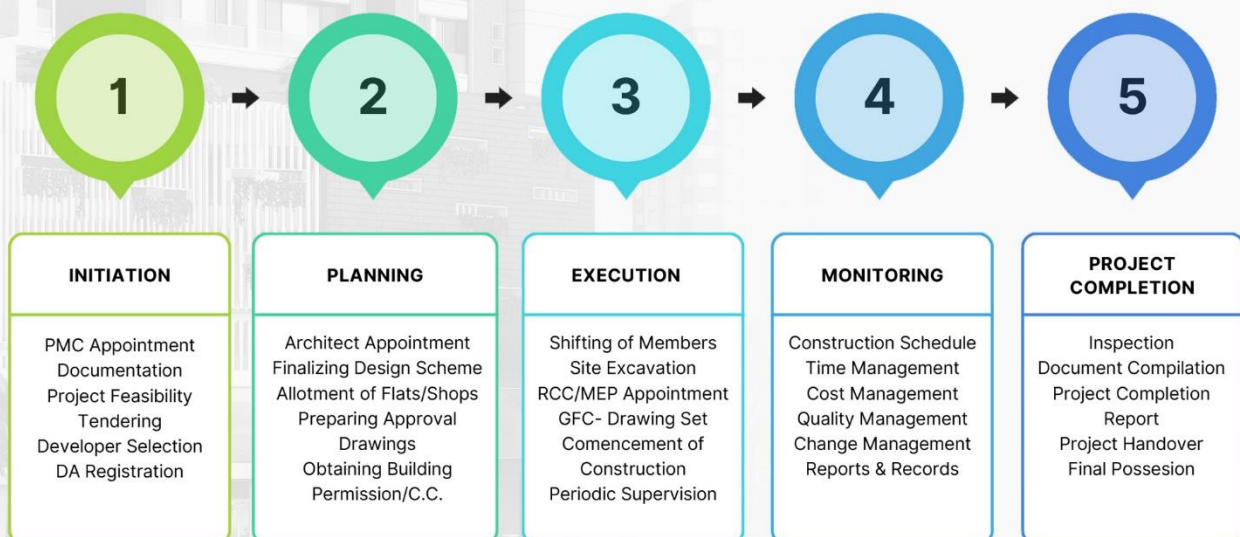 1
2
3
4
5
INITIATION
PMC Appointment
Documentation
Project Feasibility
Tendering
Developer Selection
DA Registration
PLANNING
Architect Appointment
Finalizing Design Scheme
Allotment of Flats/Shops
Preparing Approval
Drawings
Obtaining Building
Permission/C.C.
EXECUTION
Shifting of Members
Site Excavation
RCC/MEP Appointment
GFC- Drawing Set
Comencement of
Construction
Periodic Supervision
MONITORING
Construction Schedule
Time Management
Cost Management
Quality Management
Change Management
Reports & Records
PROJECT
COMPLETION
Inspection
Document Compilation
Project Completion
Report
Project Handover
Final Possesion